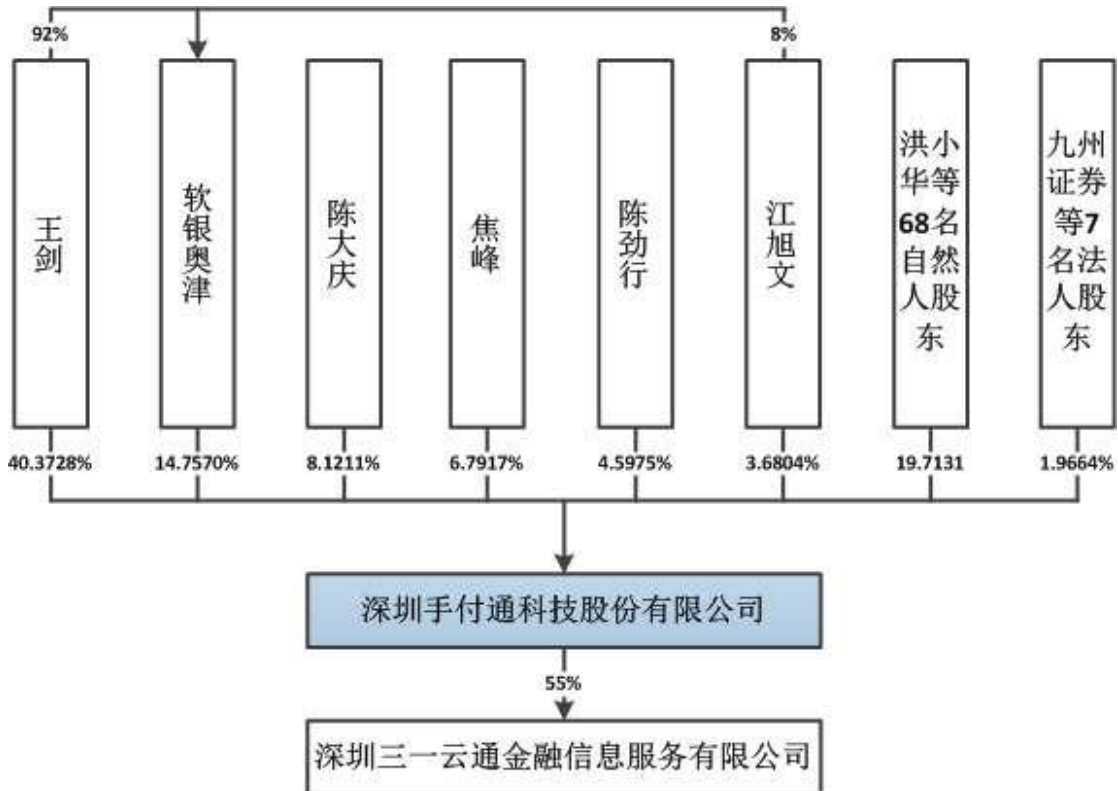 92%
8%
王剑
软银奥津
陈大庆
焦峰
陈劲行
江旭文
洪小
华等
68名
自然
人股
东
九州
证券
等7
名法
人股
东
40.3728%
14.7570%
8.1211%
6.7917%
4.5975%
3.6804%
19.7131
1.9664%
深圳手付通科技股份有限公司
55%
深圳三一云通金融信息服务有限公司